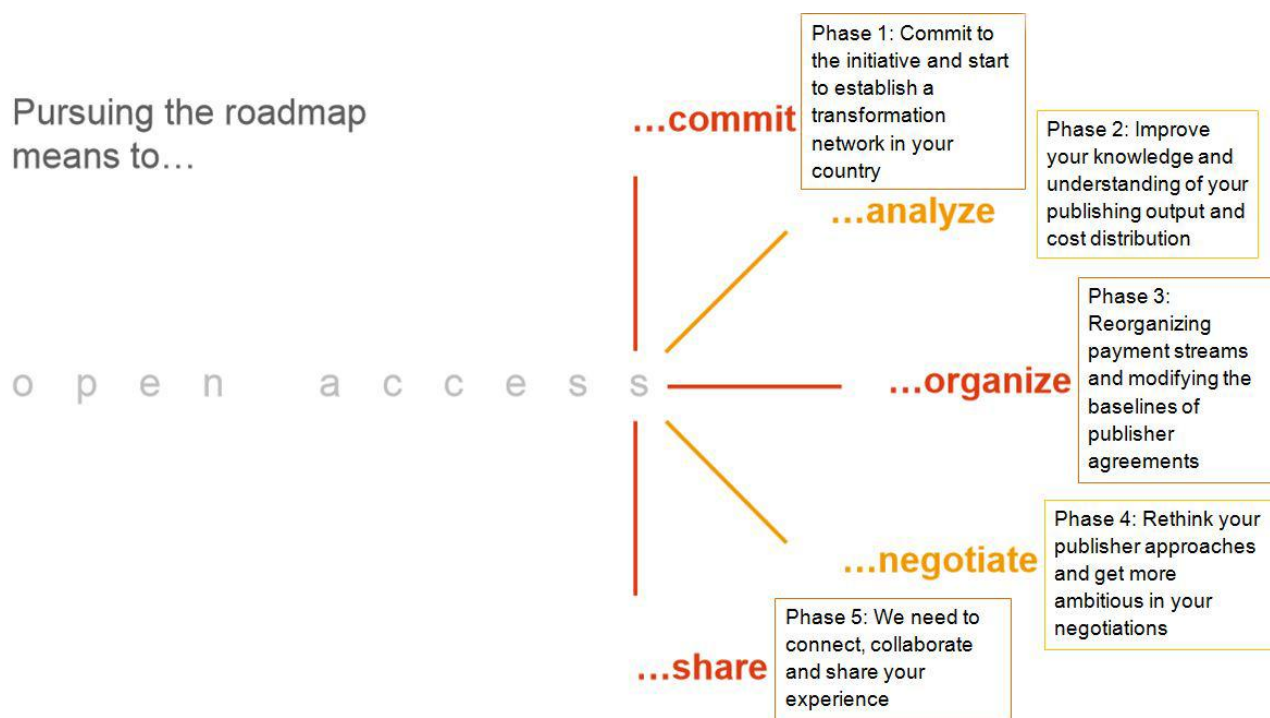 Pursuing the roadmap
means to…
…commit
Phase 1: Commit to
the initiative and start
to establish a
transformation
network in your
country
…analyze
Phase 2: Improve
your knowledge and
understanding of your
publishing output and
cost distribution
open access
…organize
Phase 3:
Reorganizing
payment streams
and modifying the
baselines of
publisher
agreements
…negotiate
Phase 4: Rethink your
publisher approaches
and get more
ambitious in your
negotiations
…share
Phase 5: We need to
connect, collaborate
and share your
experience